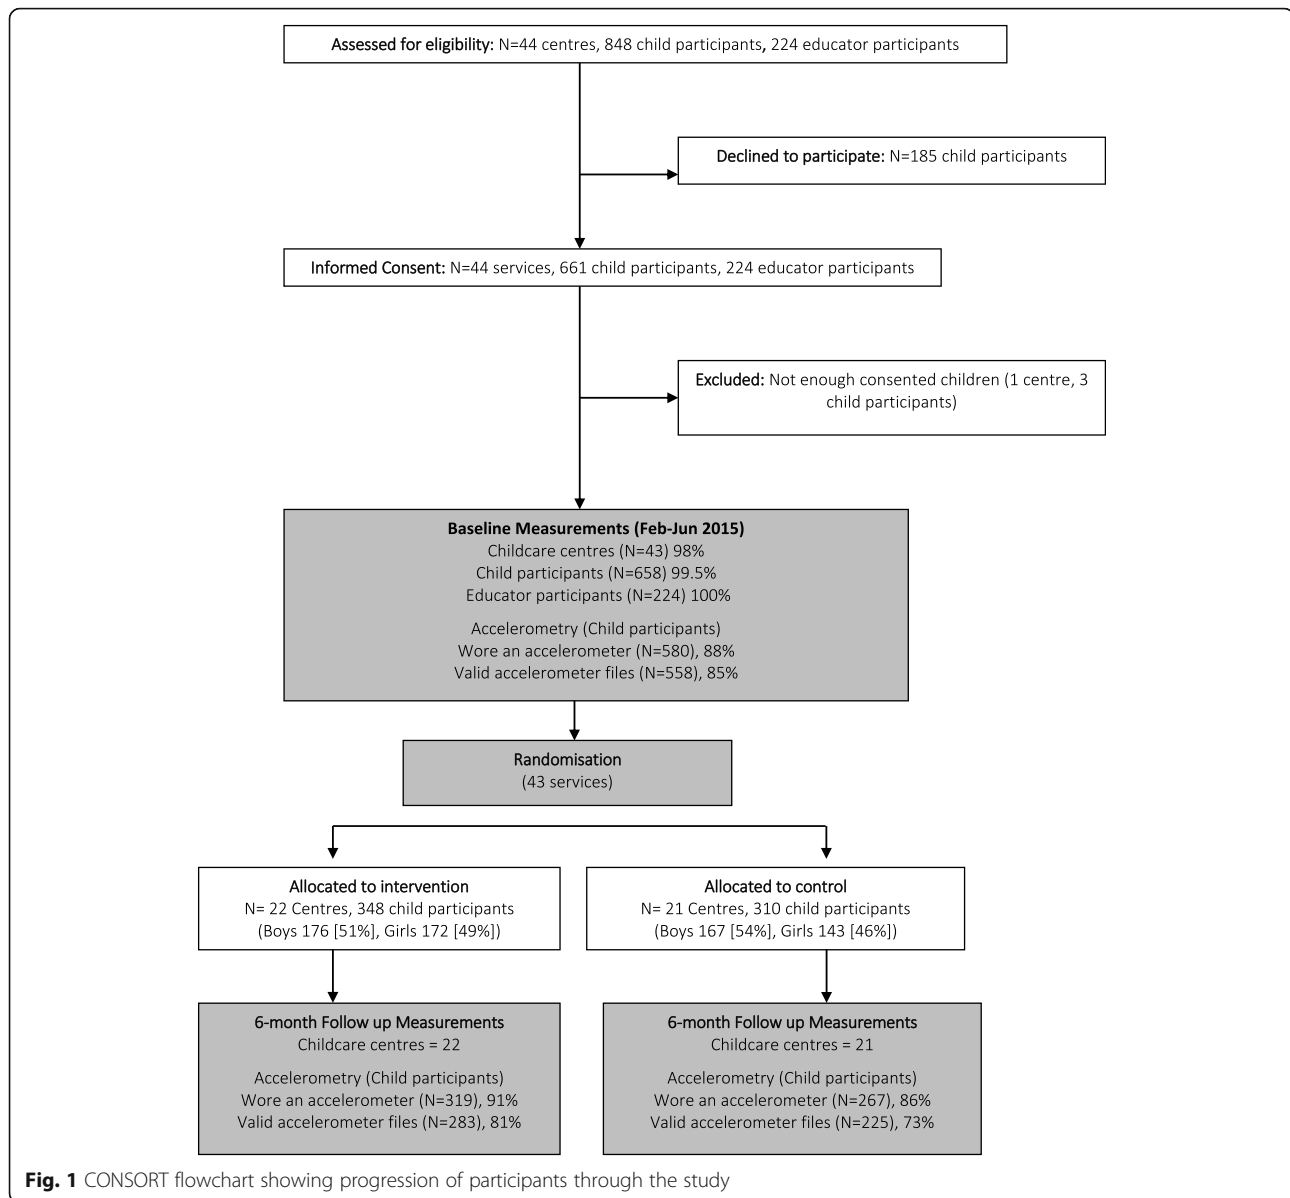 Assessed for eligibility: N=44 centres, 848 child participants, 224 educator participants
Declined to participate: N=185 child participants
Informed Consent: N=44 services, 661 child participants, 224 educator participants
Excluded: Not enough consented children (1 centre, 3
child participants)
Baseline Measurements (Feb-Jun 2015)
Childcare centres (N=43) 98%
Child participants (N=658) 99.5%
Educator participants (N=224) 100%
Accelerometry (Child participants)
Wore an accelerometer (N=580), 88%
Valid accelerometer files (N=558), 85%
Randomisation
(43 services)
Allocated to intervention
N= 22 Centres, 348 child participants
(Boys 176 [51%], Girls 172 [49%])
Allocated to control
N= 21 Centres, 310 child participants
(Boys 167 [54%], Girls 143 [46%])
6-month Follow up Measurements
Childcare centres = 22
Accelerometry (Child participants)
Wore an accelerometer (N=319), 91%
Valid accelerometer files (N=283), 81%
6-month Follow up Measurements
Childcare centres = 21
Accelerometry (Child participants)
Wore an accelerometer (N=267), 86%
Valid accelerometer files (N=225), 73%
Fig. 1 CONSORT flowchart showing progression of participants through the study